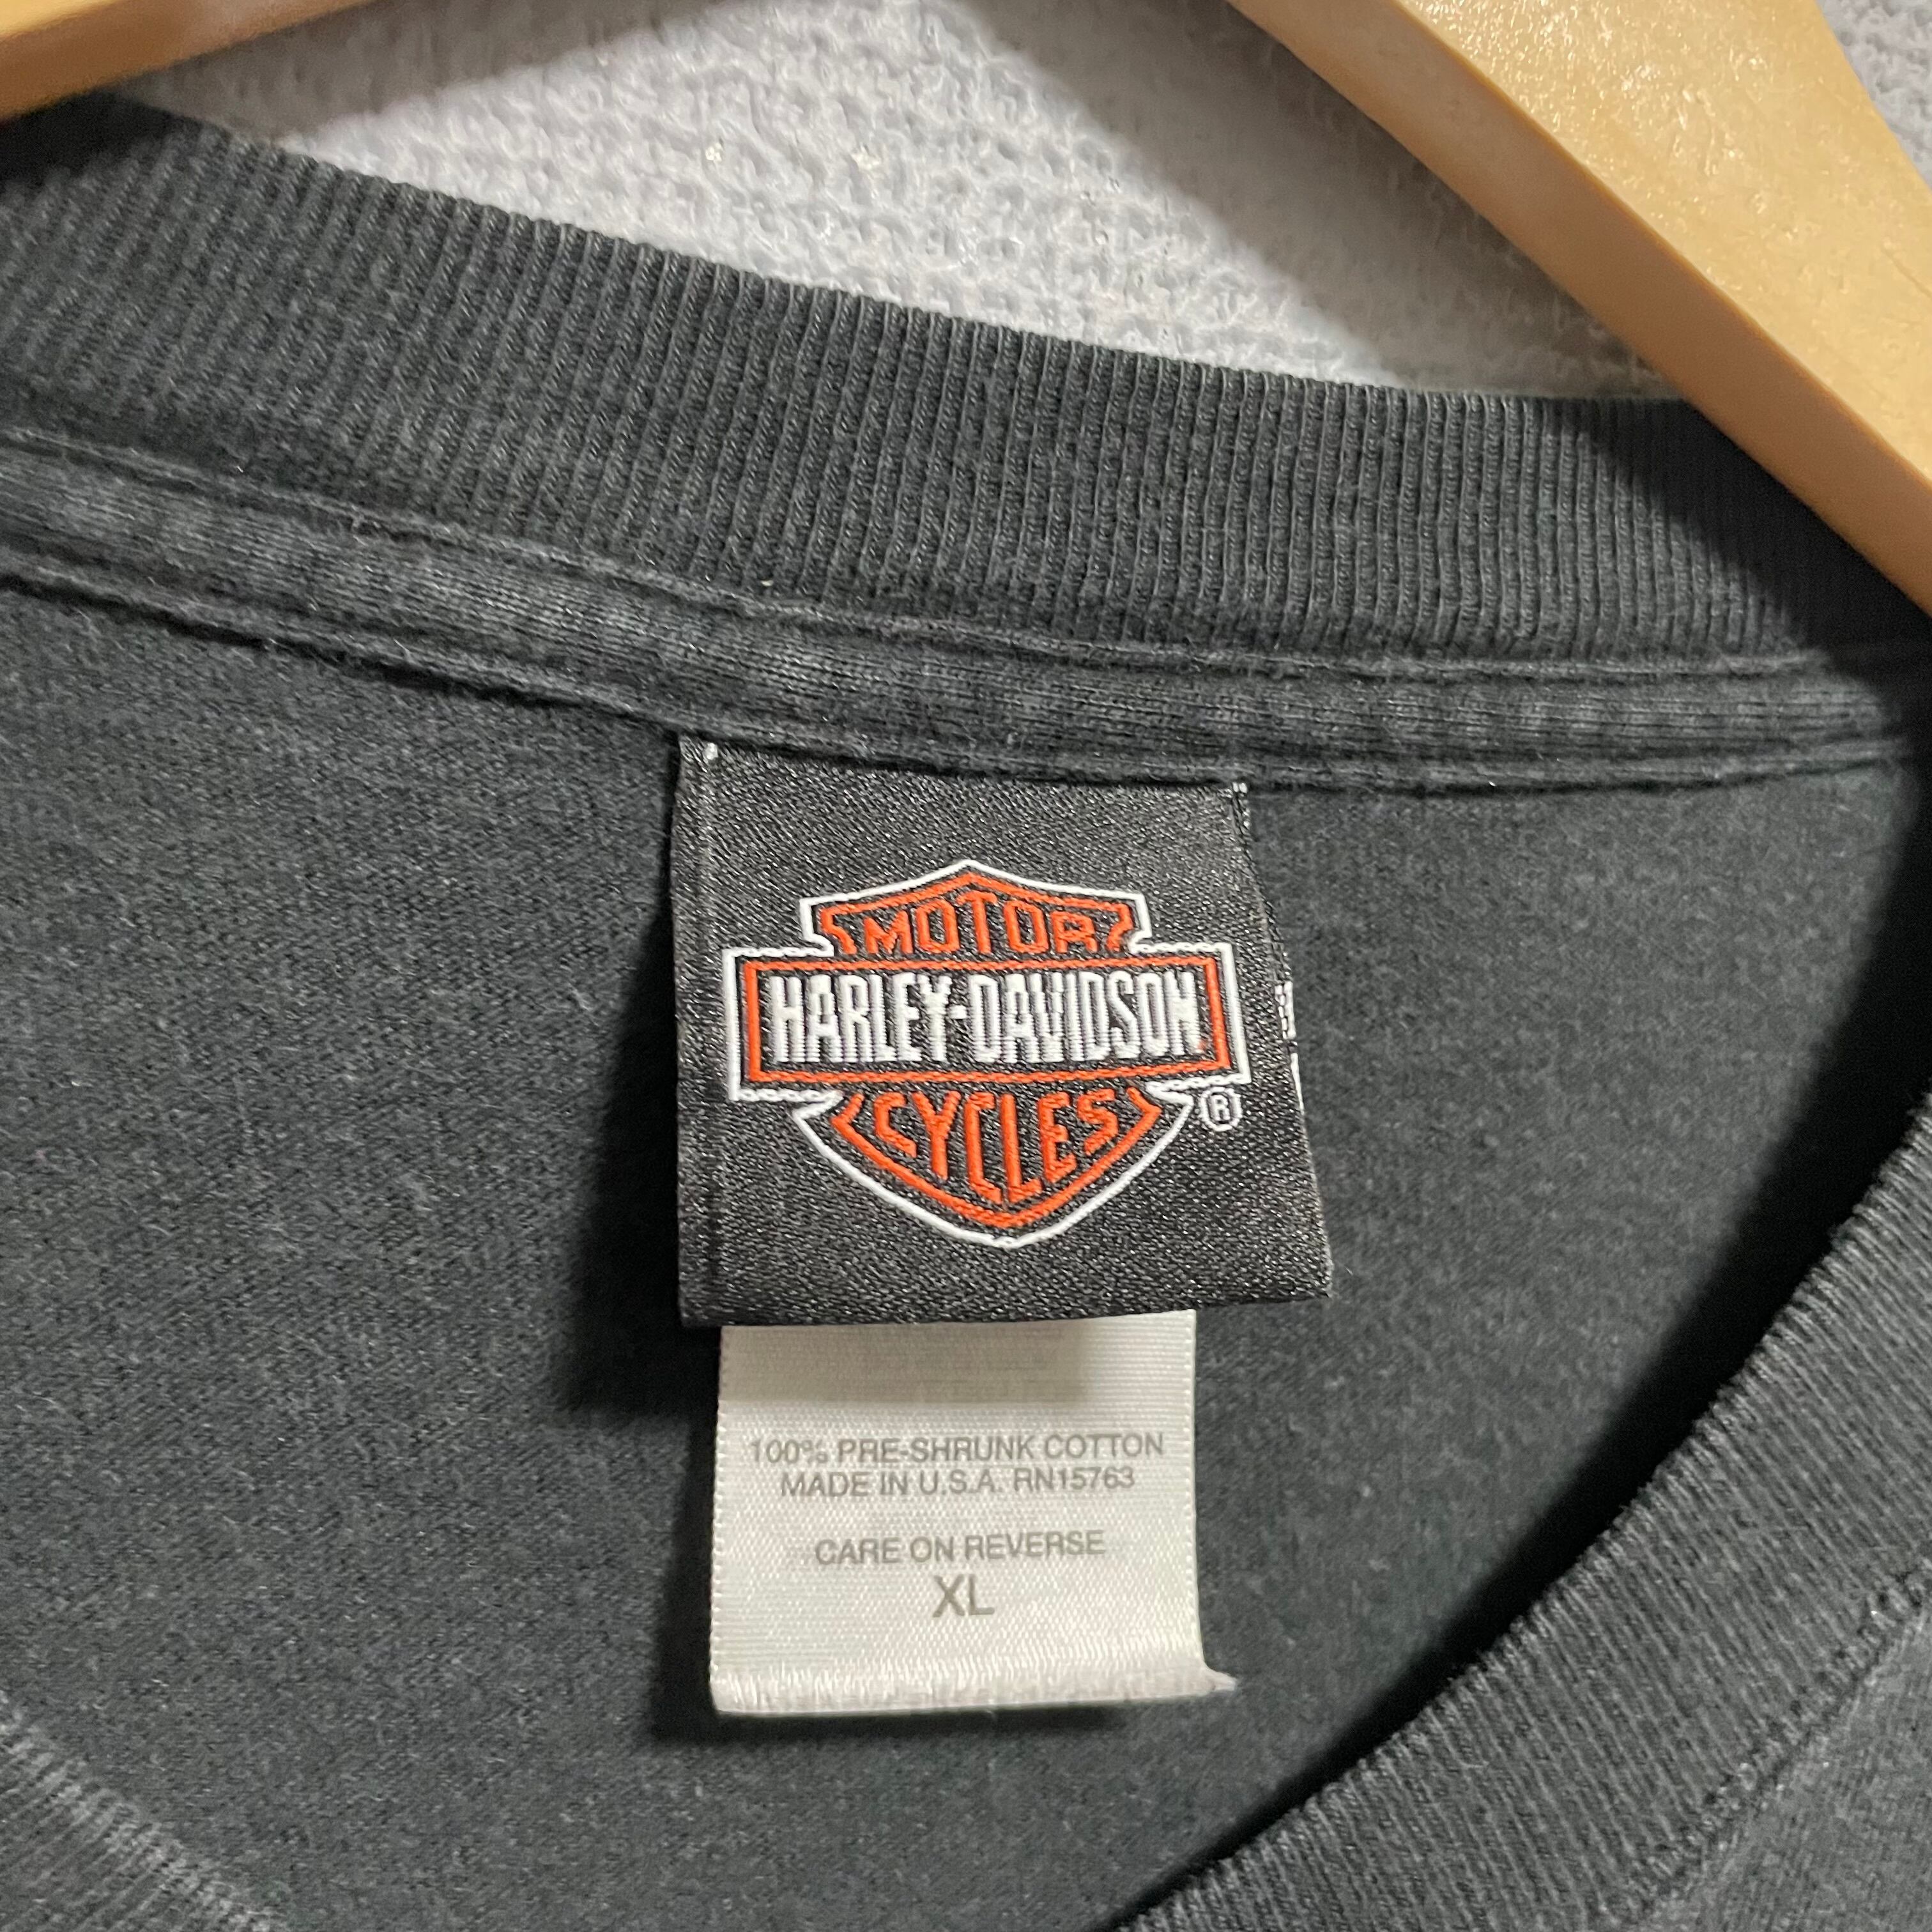 MOTOR
HARLEY-DAVIDSON
CYCLES
®
100% PRE-SHRUNK COTTON
MADE IN U.S.A. RN15763
CARE ON REVERSE
XL